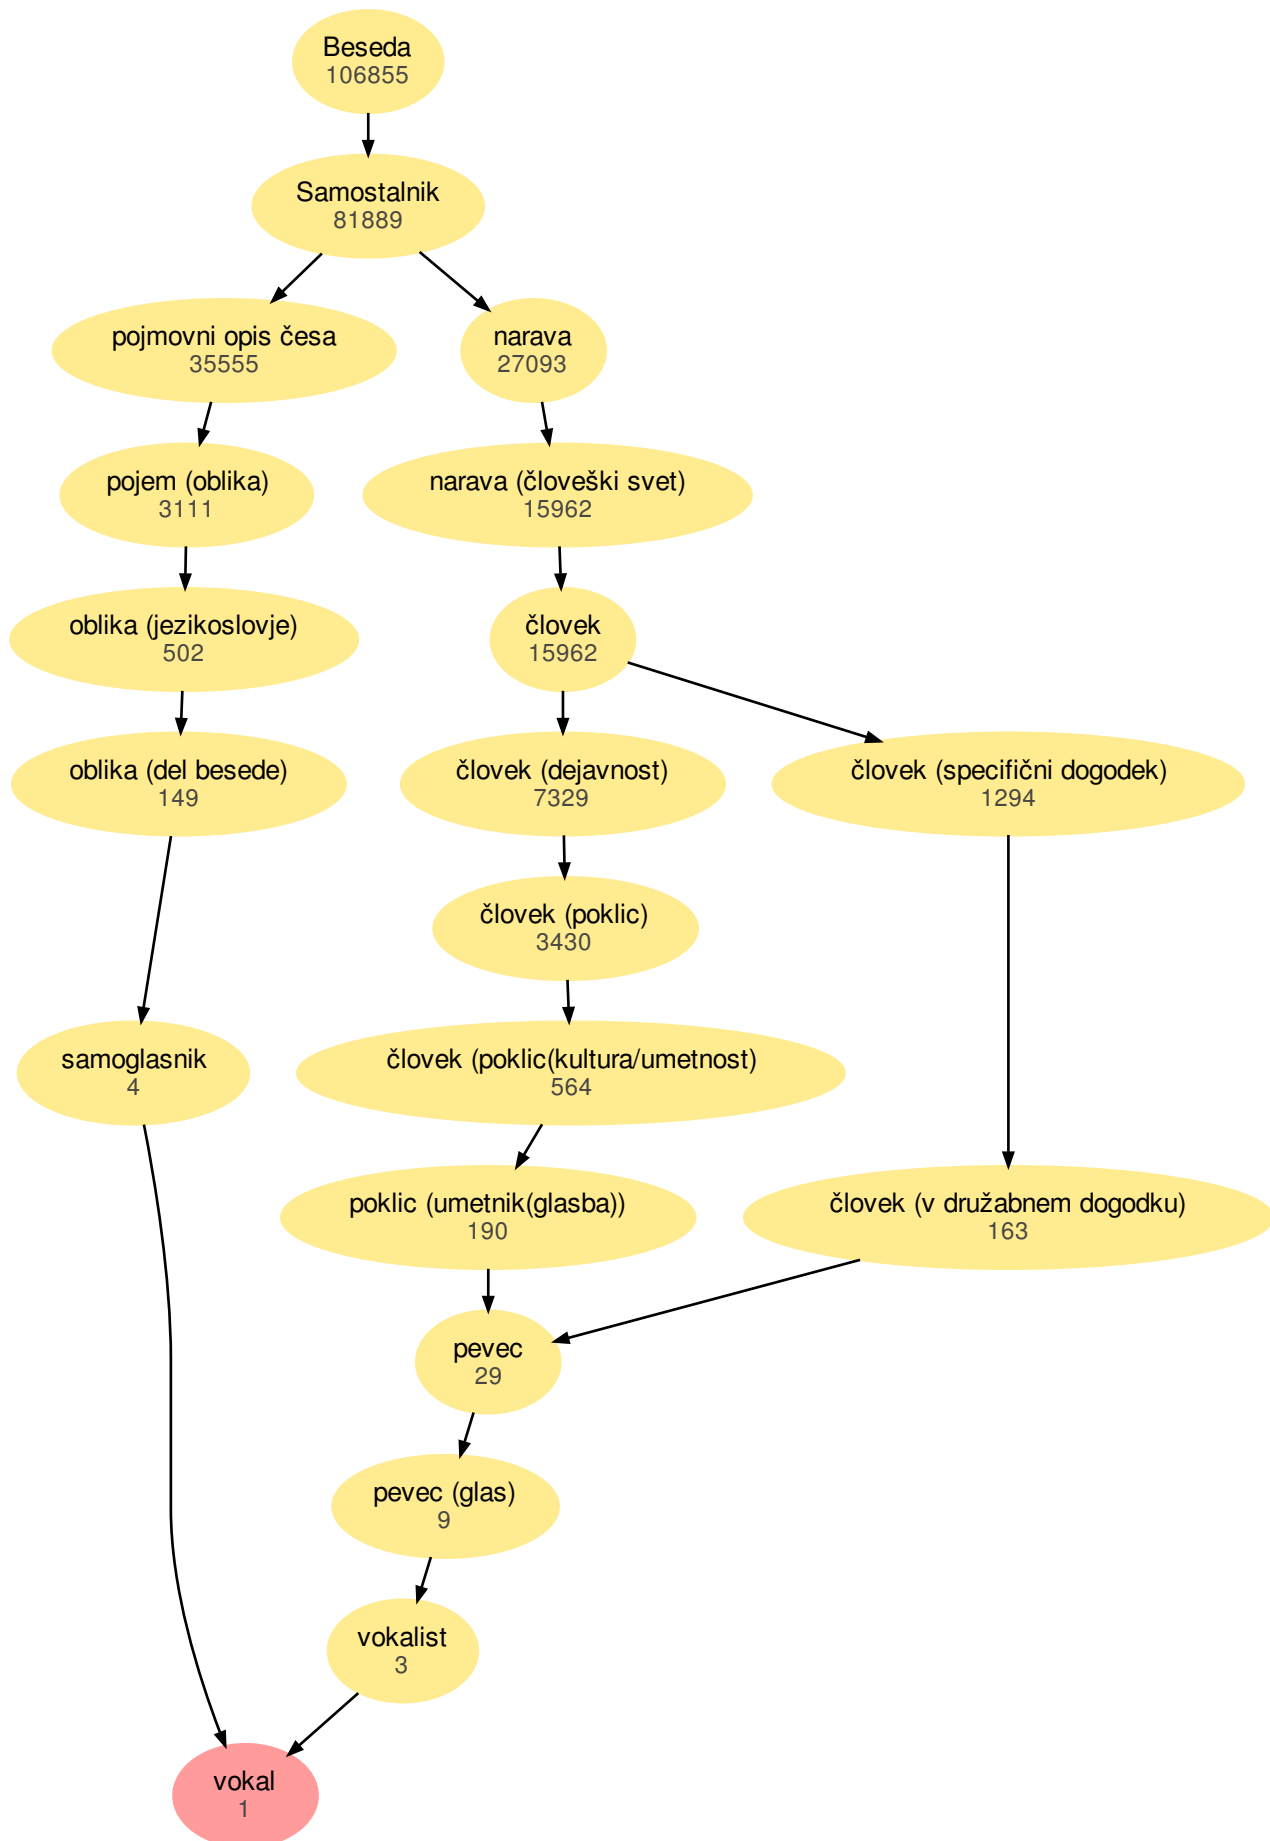 Beseda
106855
Samostalnik
81889
pojmovni opis česa
35555
narava
27093
pojem (oblika)
3111
narava (človeški svet)
15962
oblika (jezikoslovje)
502
človek
15962
oblika (del besede)
149
človek (dejavnost)
7329
človek (specifični dogodek)
1294
človek (poklic)
3430
samoglasnik
4
človek (poklic(kultura/umetnost)
564
poklic (umetnik(glasba))
190
človek (v družabnem dogodku)
163
pevec
29
pevec (glas)
9
vokalist
3
vokal
1